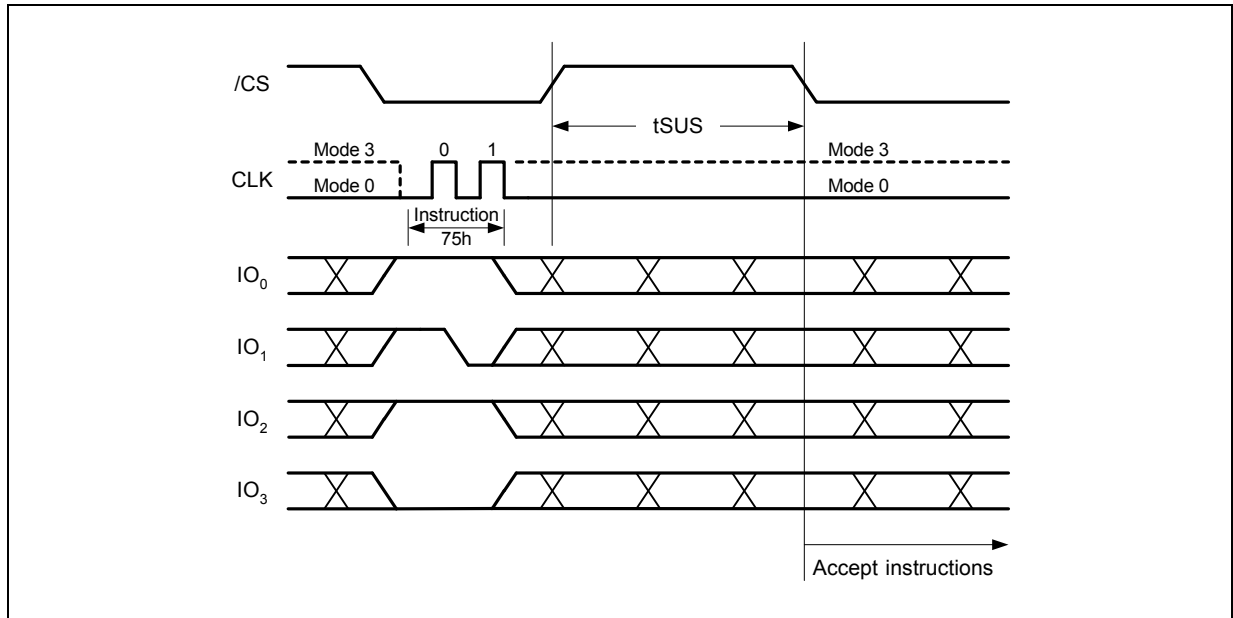 /CS
tSUS
Mode 3 0 1 Mode 3
CLK
Mode 0 Mode 0
Instruction
75h
IO0
IO1
IO2
IO3
Accept instructions